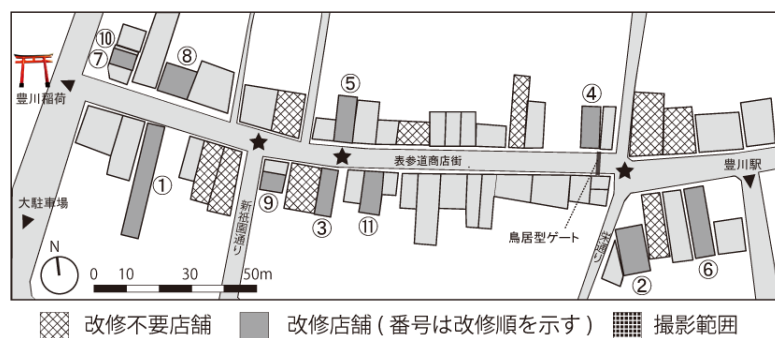 ⑩
⑦
⑧
⑤
④
豊川稲荷
表参道商店街
豊川駅
大駐車場
①
新祇園通り
⑨
③
⑪
鳥居型ゲート
②
⑥
N
0 10 30 50m
改修不要店舗
改修店舗 ( 番号は改修順を示す )
撮影範囲